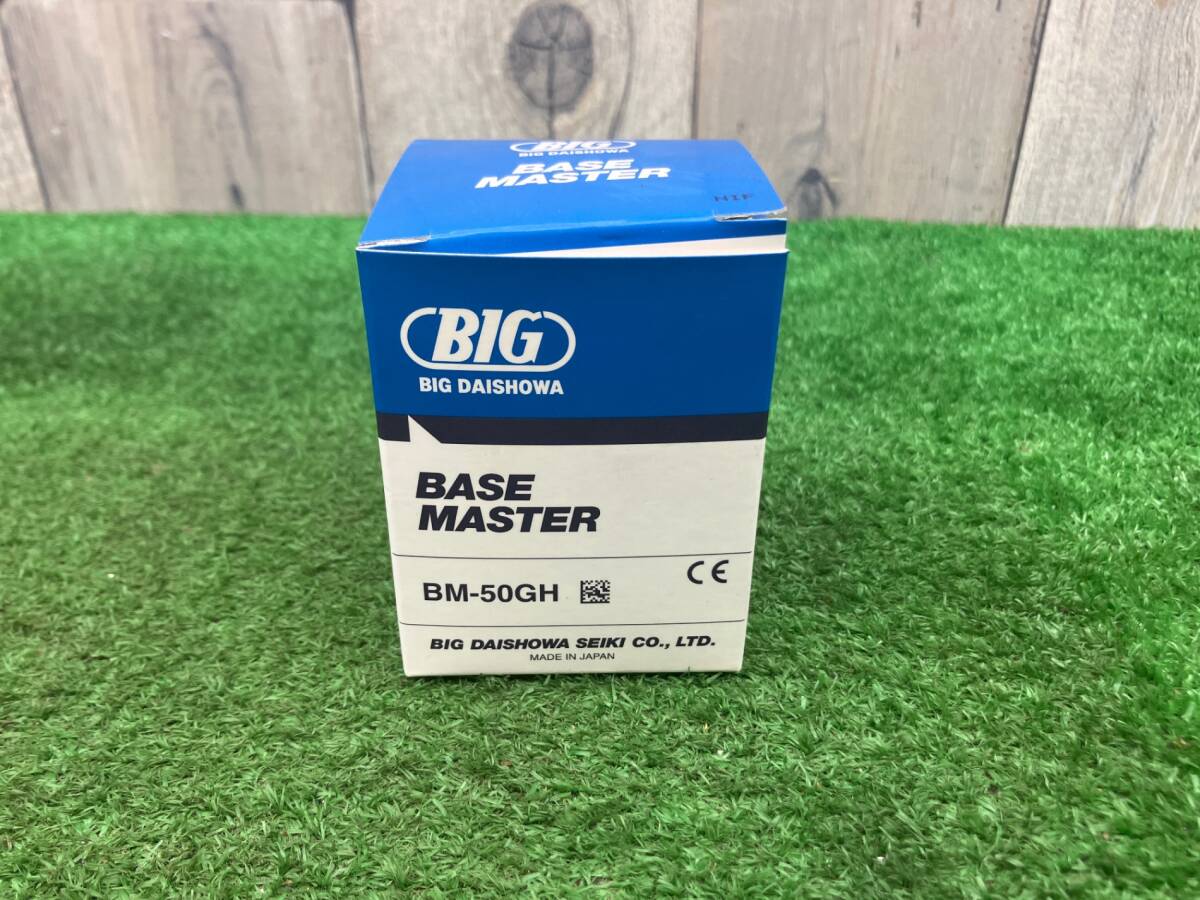 BIG
BIG DAISHOWA
BASE
MASTER
BIG
BIG DAISHOWA
BASE
MASTER
CE
BM-50GH
BIG DAISHOWA SEIKI CO., LTD.
MADE IN JAPAN